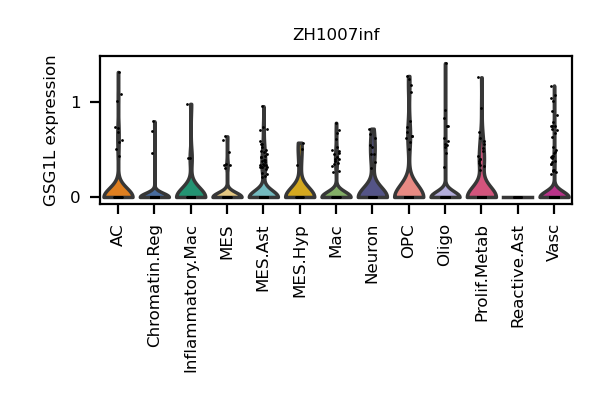 ZH1007inf
GSG1L expression
1
0
AC
Chromatin.Reg
Inflammatory.Mac
MES
MES.Ast
MES.Hyp
Mac
Neuron
OPC
Oligo
Prolif.Metab
Reactive.Ast
Vasc